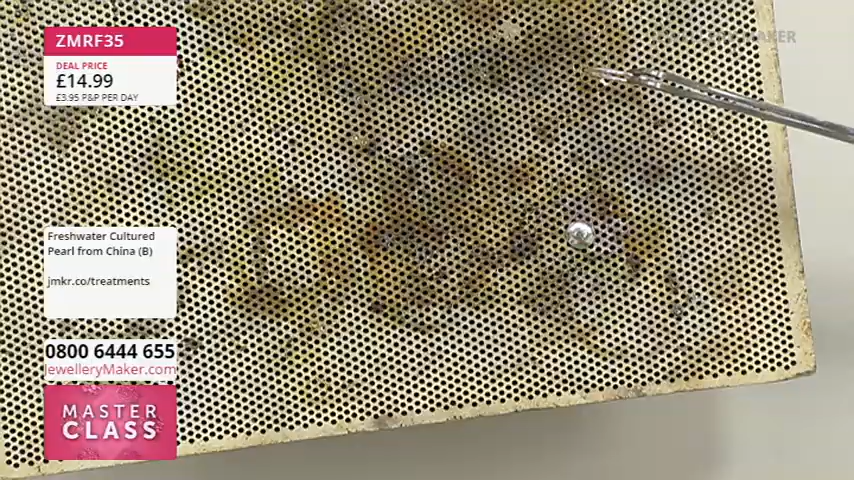 ZMRF35
DEAL PRICE
£14.99
£3.95 P&P PER DAY
Freshwater Cultured
Pearl from China (B)
jmkr.co/treatments
0800 6444 655
JewelleryMaker.com
MASTER
CLASS